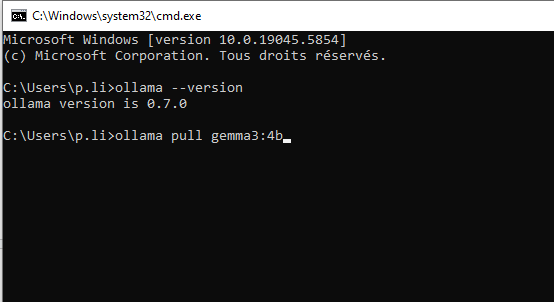 C:\Windows\system32\cmd.exe
Microsoft Windows [version 10.0.19045.5854]
(c) Microsoft Corporation. Tous droits réservés.
C:\Users\p.li>ollama --version
ollama version is 0.7.0
C:\Users\p.li>ollama pull gemma3:4b